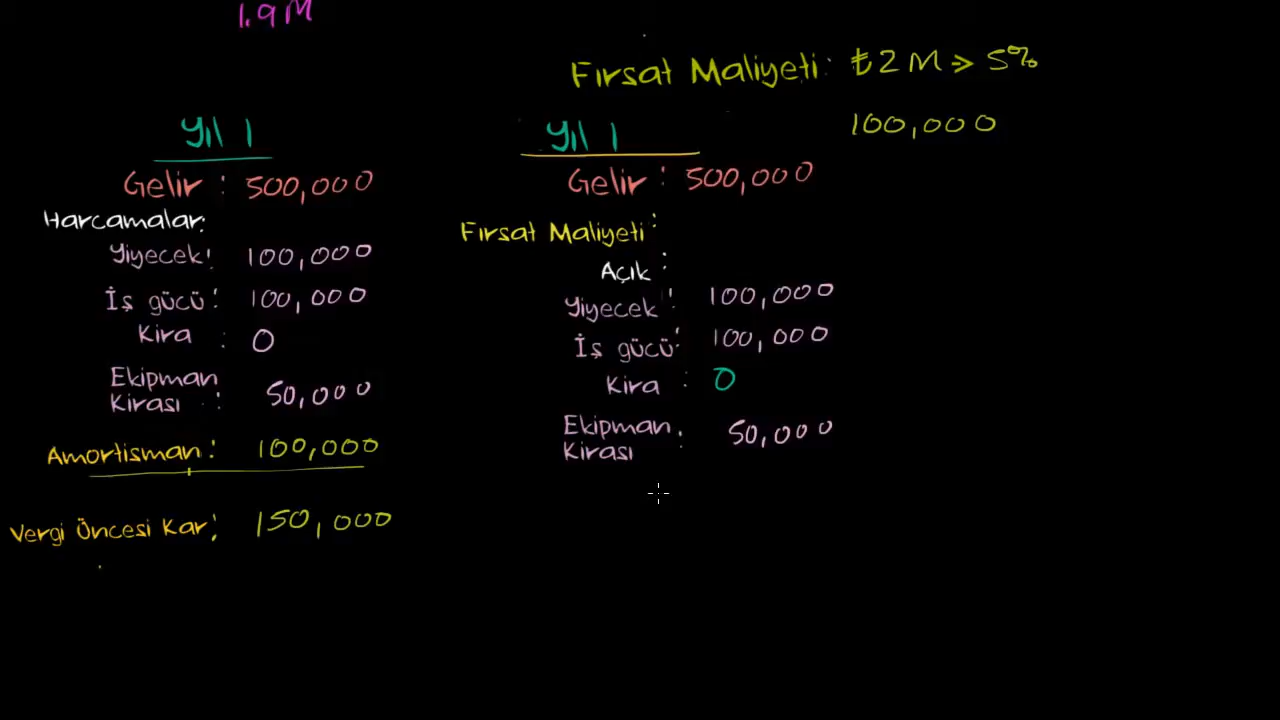 1.9 M
Fırsat Maliyeti: ₺2 M > 5%
100,000
Yıl 1
Gelir : 500,000
Harcamalar:
Yiyecek: 100,000
İş gücü: 100,000
Kira : 0
Ekipman
Kirası : 50,000
Amortisman: 100,000
Vergi Öncesi Kar: 150,000
Yıl 1
Gelir : 500,000
Fırsat Maliyeti:
Açık :
Yiyecek: 100,000
İş gücü: 100,000
Kira : 0
Ekipman
Kirası : 50,000